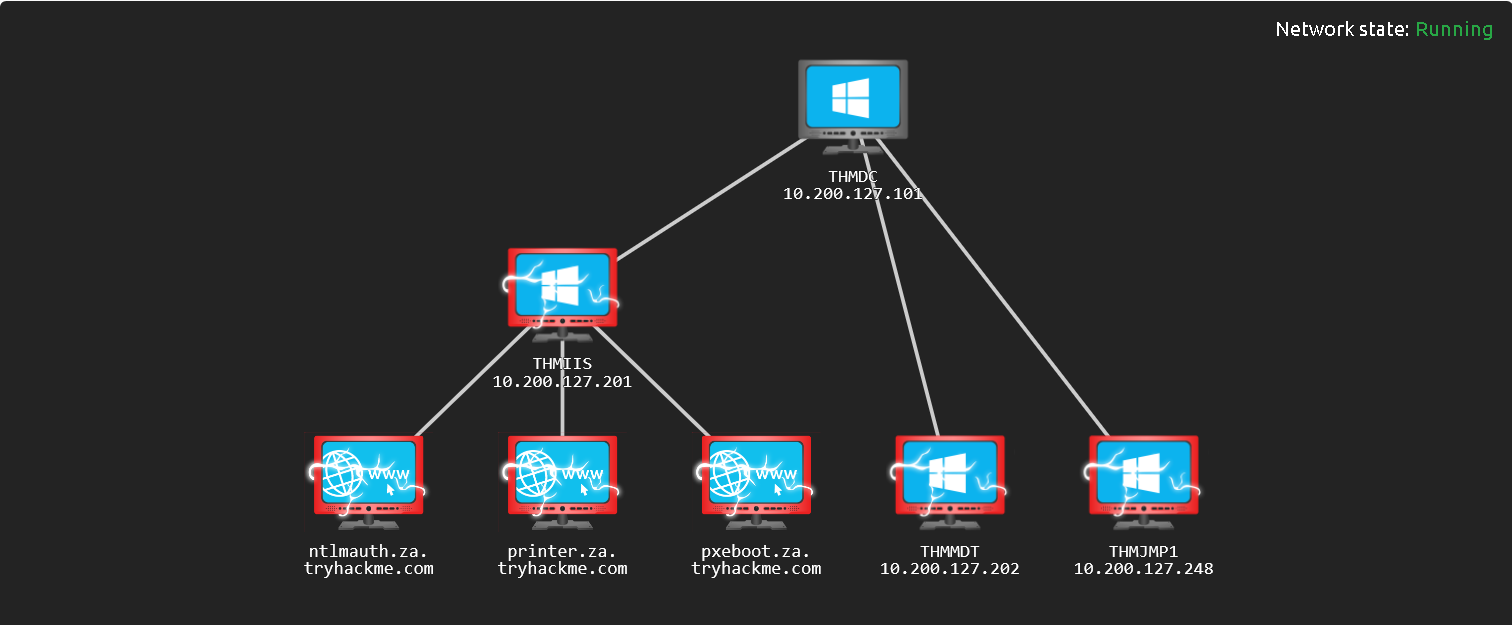 Network state: Running
THMDC
10.200.127.101
THMIIS
10.200.127.201
www
www
www
ntlmauth.za.
tryhackme.com
printer.za.
tryhackme.com
pxeboot.za.
tryhackme.com
THMMDT
10.200.127.202
THMJMP1
10.200.127.248